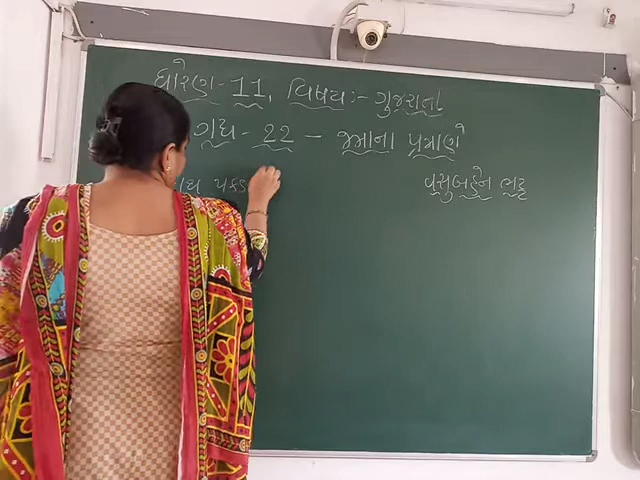 ધોરણ-11, વિષય:- ગુજરાતી
ગદ્ય - 22 - જમાના પ્રમાણે
વસુબહેન ભટ્ટ